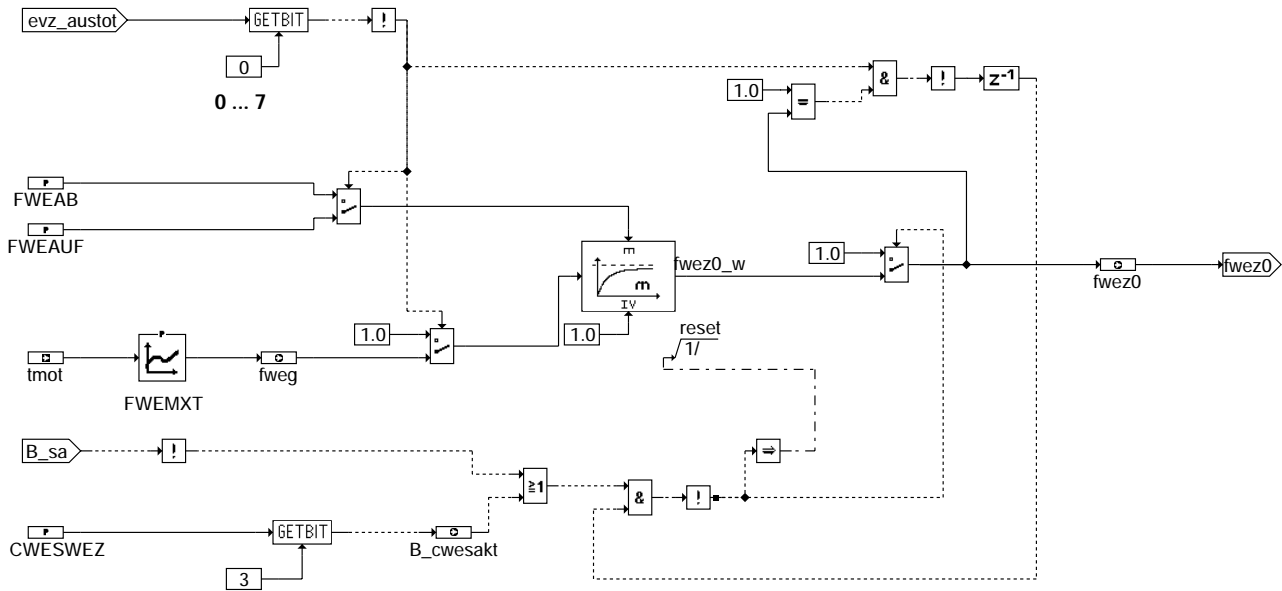 evz_austot
GETBIT
!
0
0 ... 7
1.0
=
&
!
z-1
P
FWEAB
P
FWEAUF
m
fwez0_w
m
IV
1.0
1.0
fwez0
fwez0
1.0
reset
1/
P
tmot
FWEMXT
fweg
B_sa
!
≥1
&
!
⇒
P
CWESWEZ
GETBIT
B_cwesakt
3